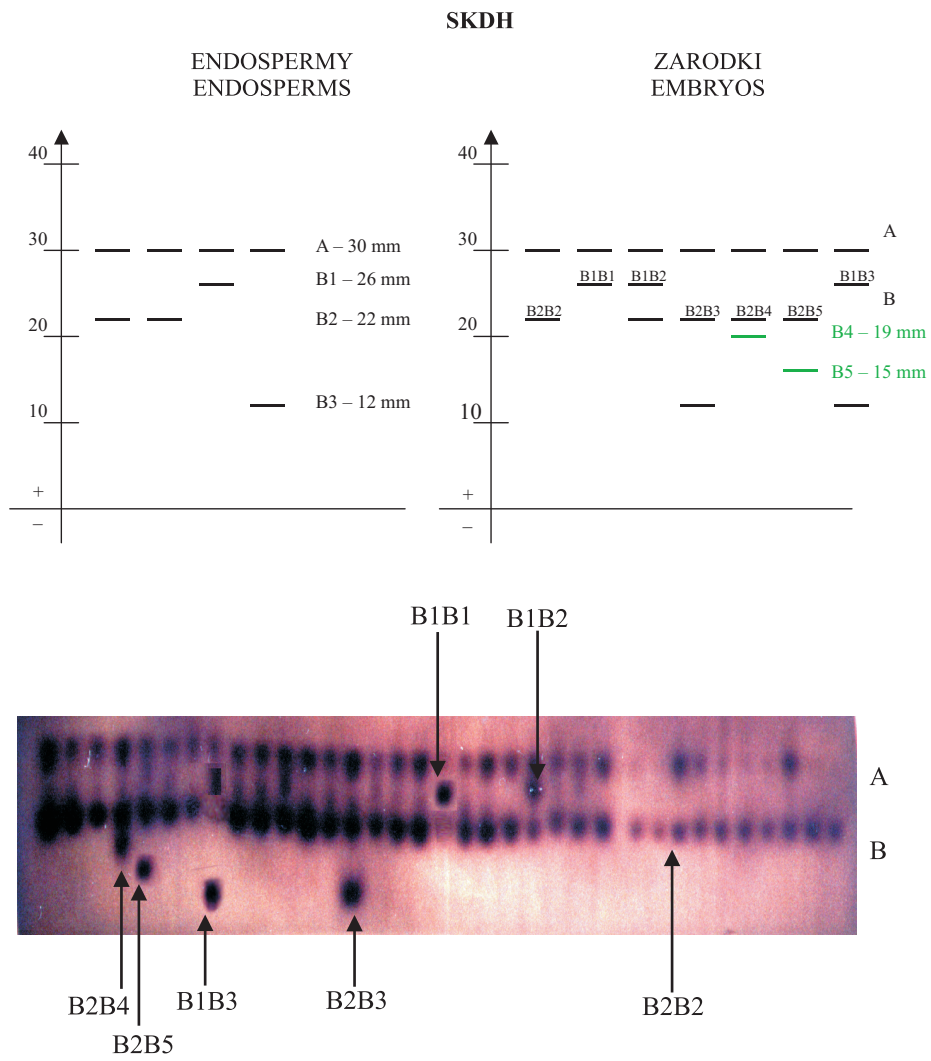 SKDH
ENDOSPERMY
ENDOSPERMS
40
30
20
10
+
–
A – 30 mm
B1 – 26 mm
B2 – 22 mm
B3 – 12 mm
ZARODKI
EMBRYOS
40
30
20
10
+
–
A
B1B1
B1B2
B1B3
B
B2B2
B2B3
B2B4
B2B5
B4 – 19 mm
B5 – 15 mm
B1B1
B1B2
A
B
B2B4
B2B5
B1B3
B2B3
B2B2